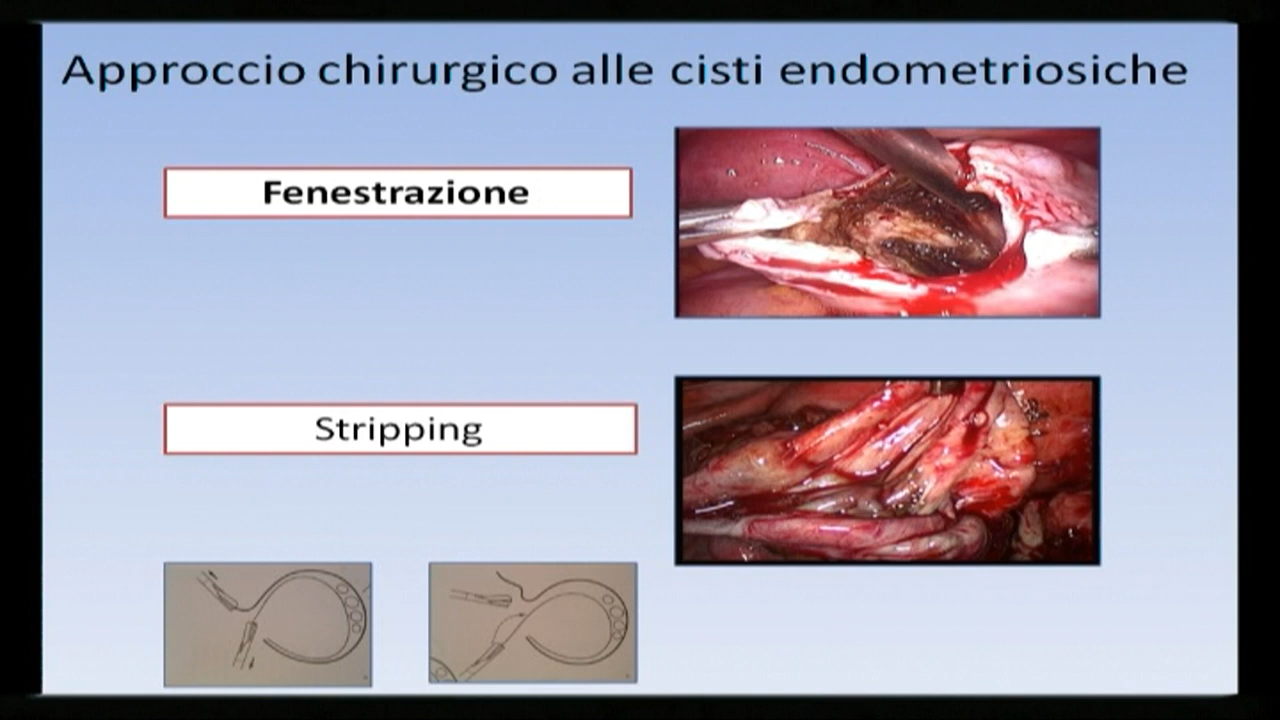 Approccio chirurgico alle cisti endometriosiche
Fenestrazione
Stripping